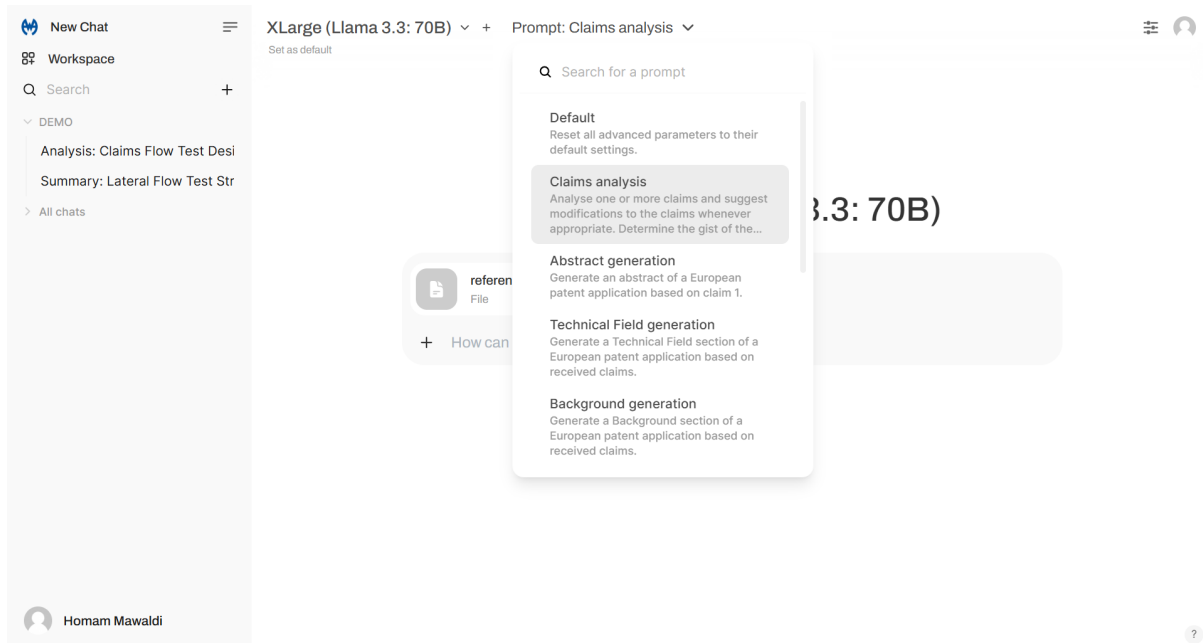 New Chat
Workspace
Search
DEMO
Analysis: Claims Flow Test Desi
Summary: Lateral Flow Test Str
All chats
Homam Mawaldi
XLarge (Llama 3.3: 70B)
Set as default
Prompt: Claims analysis
Search for a prompt
Default
Reset all advanced parameters to their
default settings.
Claims analysis
Analyse one or more claims and suggest
modifications to the claims whenever
appropriate. Determine the gist of the...
Abstract generation
Generate an abstract of a European
patent application based on claim 1.
Technical Field generation
Generate a Technical Field section of a
European patent application based on
received claims.
Background generation
Generate a Background section of a
European patent application based on
received claims.
3.3: 70B)
referen
File
How can
?